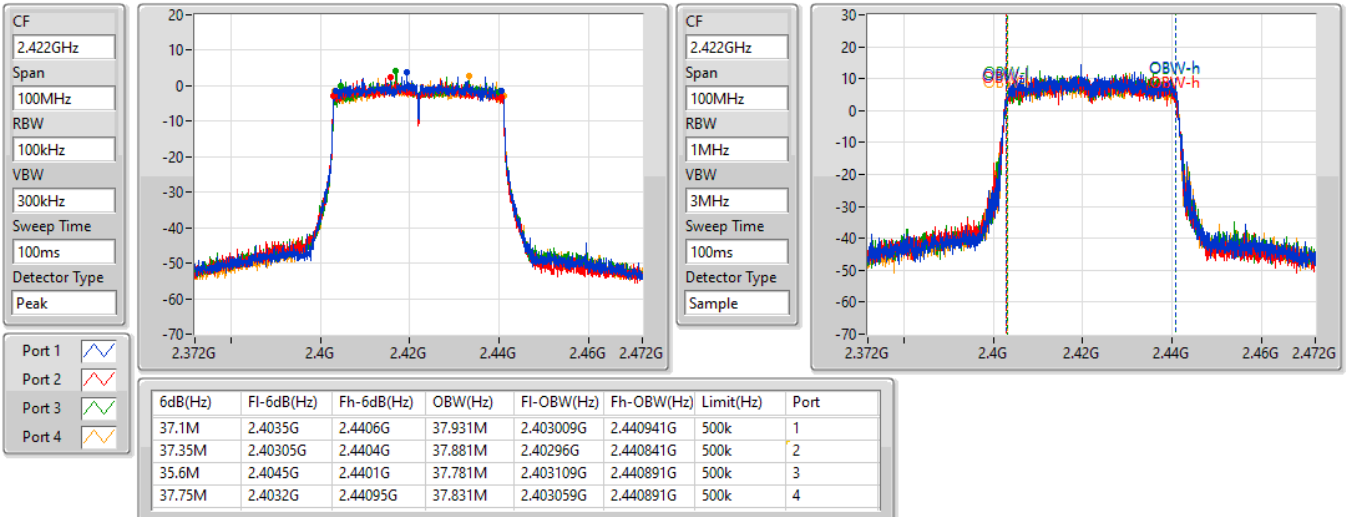 CF
2.422GHz
Span
100MHz
RBW
100kHz
VBW
300kHz
Sweep Time
100ms
Detector Type
Peak
20
10
0
-10
-20
-30
-40
-50
-60
-70
2.372G 2.4G 2.42G 2.44G 2.46G 2.472G
CF
2.422GHz
Span
100MHz
RBW
1MHz
VBW
3MHz
Sweep Time
100ms
Detector Type
Sample
30
20
10
0
-10
-20
-30
-40
-50
-60
-70
OBW-h
OBW-h
2.372G 2.4G 2.42G 2.44G 2.46G 2.472G
Port 1
Port 2
Port 3
Port 4
6dB(Hz) Fl-6dB(Hz) Fh-6dB(Hz) OBW(Hz) Fl-OBW(Hz) Fh-OBW(Hz) Limit(Hz) Port
37.1M 2.4035G 2.4406G 37.931M 2.403009G 2.440941G 500k 1
37.35M 2.40305G 2.4404G 37.881M 2.40296G 2.440841G 500k 2
35.6M 2.4045G 2.4401G 37.781M 2.403109G 2.440891G 500k 3
37.75M 2.4032G 2.44095G 37.831M 2.403059G 2.440891G 500k 4